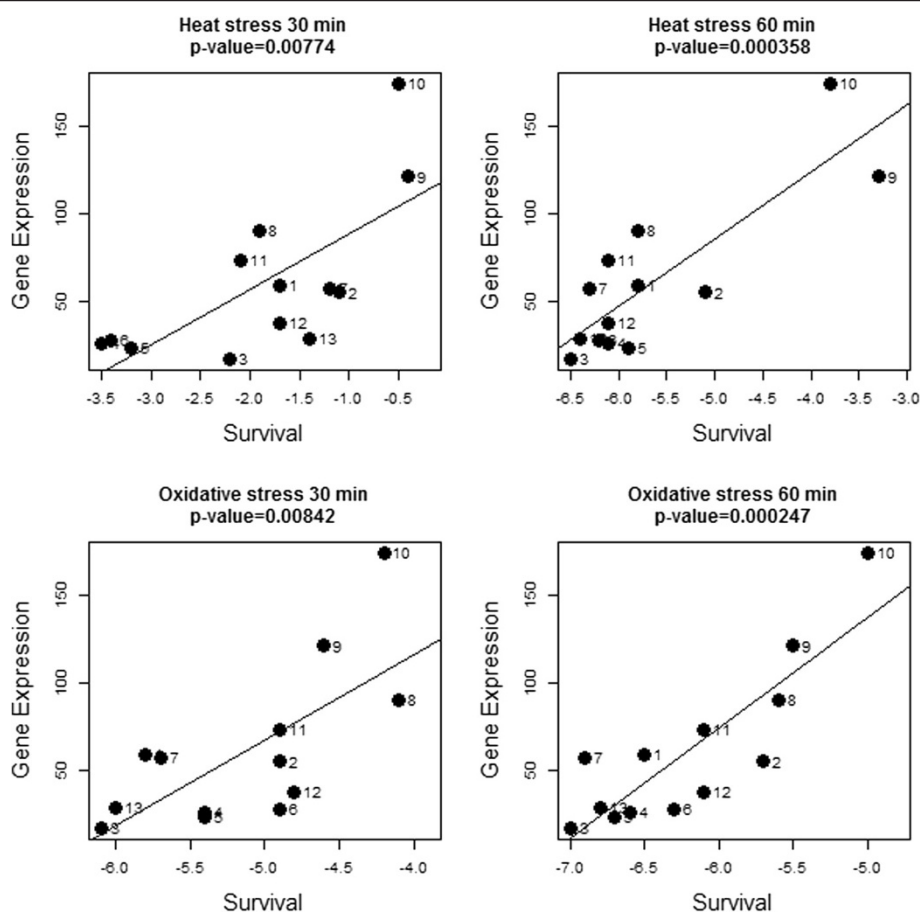 Heat stress 30 min
p-value=0.00774
Gene Expression
150
100
50
10
9
8
11
1
2
12
13
6
5
3
-3.5 -3.0 -2.5 -2.0 -1.5 -1.0 -0.5
Survival
Heat stress 60 min
p-value=0.000358
Gene Expression
150
100
50
10
9
8
11
1
7
2
12
4
5
3
-6.5 -6.0 -5.5 -5.0 -4.5 -4.0 -3.5 -3.0
Survival
Oxidative stress 30 min
p-value=0.00842
Gene Expression
150
100
50
10
9
8
11
7
2
12
13
4
5
6
3
-6.0 -5.5 -5.0 -4.5 -4.0
Survival
Oxidative stress 60 min
p-value=0.000247
Gene Expression
150
100
50
10
9
8
11
7
1
2
12
13
4
6
5
3
-7.0 -6.5 -6.0 -5.5 -5.0
Survival